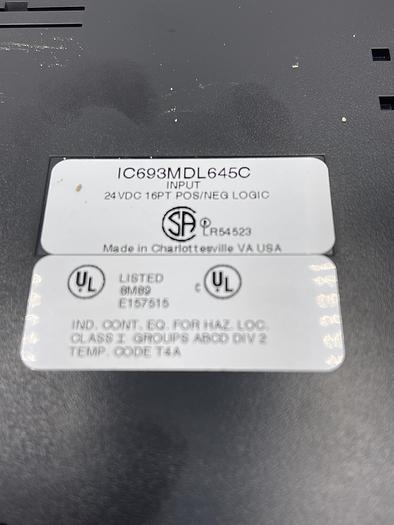 IC693MDL645C
INPUT
24VDC 16PT POS/NEG LOGIC
SA LR54523
Made in Charlottesville VA USA
UL LISTED C UL
8M89
E157515
IND. CONT. EQ. FOR HAZ. LOC.
CLASS I GROUPS ABCD DIV 2
TEMP. CODE T4A